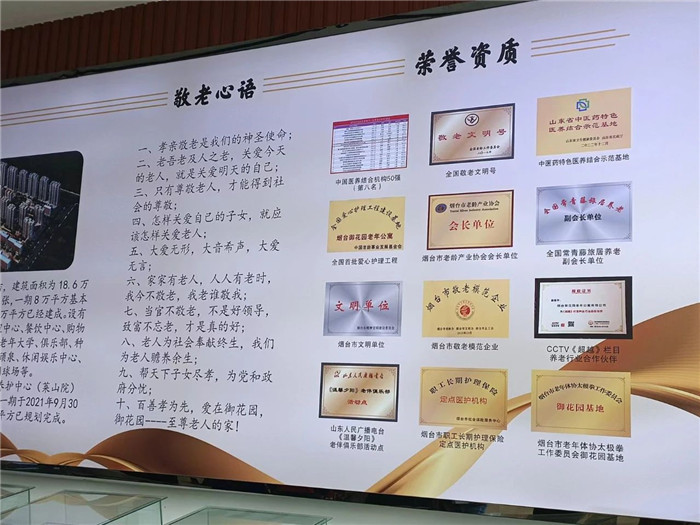 敬老心语
一、孝亲敬老是我们的神圣使命;
二、老吾老及人之老,关爱今天
的老人,就是关爱明天的自己;
三、只有尊敬老人,才能得到社
会的尊敬;
四、怎样关爱自己的子女,就应
该怎样关爱老人;
五、大爱无形,大音希声,大爱
无言;
六、家家有老人,人人有老时,
我今不敬老,我老谁敬我;
七、当官不敬老,不是好领导,
致富不忘老,才是真的好;
八、老人为社会奉献终生,我们
为老人赡养余生;
九、帮天下子女尽孝,为党和政
府分忧;
十、百善孝为先,爱在御花园,
御花园----至尊老人的家!
建筑面积为18.6万
张,一期8万平方基本
万平方已经建成,设有
中心、餐饮中心、购物
老年大学、俱乐部、种
酒泉、休闲娱乐中心、
球场等。
护中心(莱山院)
一期于2021年9月30
平方已规划完成。
荣誉资质
中国医养结合机构50强
(第八名)
敬老文明号
全国敬老文明号
山东省中医药特色
医养结合示范基地
中医药特色医养结合示范基地
全国爱心护理工程建设基地
烟台御花园老年公寓
全国首批爱心护理工程
烟台市老龄产业协会
会长单位
烟台市老龄产业协会会长单位
副会长单位
全国常青藤旅居养老
副会长单位
文明单位
烟台市文明单位
烟台市敬老模范企业
烟台市敬老模范企业
CCTV《超越》栏目
养老行业合作伙伴
山东人民广播电台
《温馨夕阳》老伴俱乐部
活动点
山东人民广播电台
《温馨夕阳》
老伴俱乐部活动点
职工长期护理保险
定点医护机构
烟台市职工长期护理保险
定点医护机构
烟台市老年体协太极拳工作委员会
御花园基地
烟台市老年体协太极拳
工作委员会御花园基地